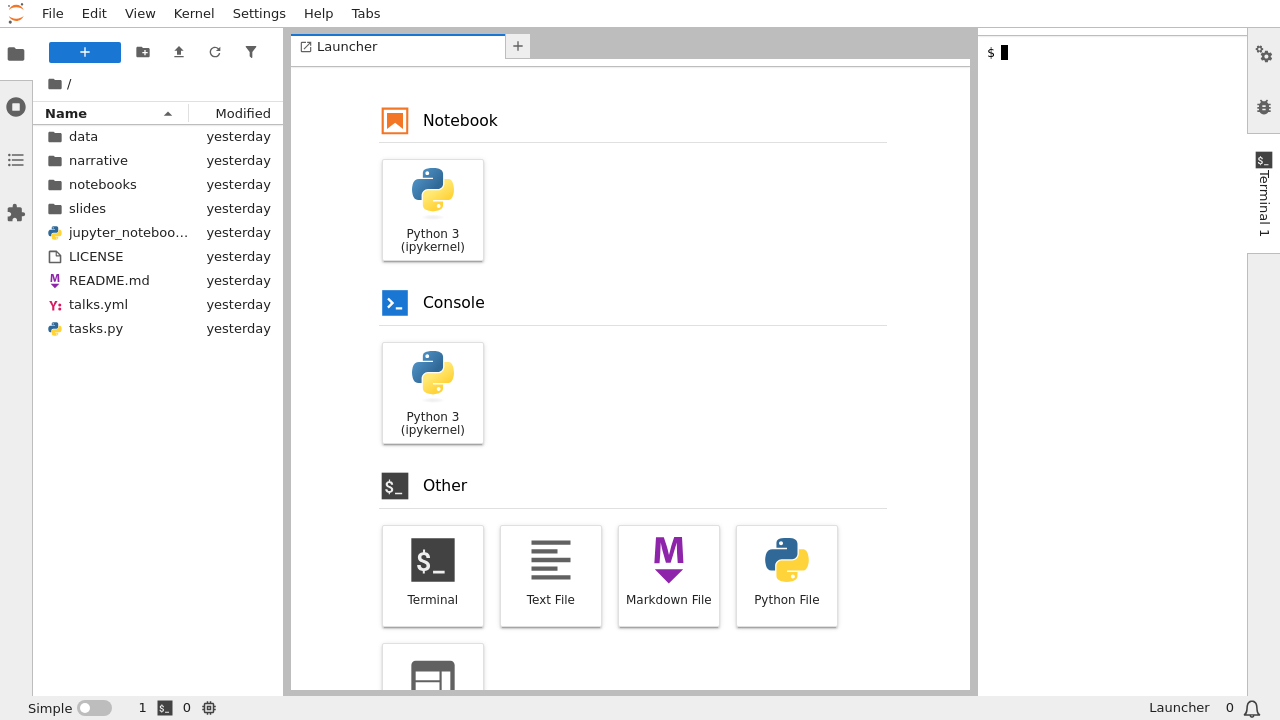 File Edit View Kernel Settings Help Tabs
/
Name Modified
data yesterday
narrative yesterday
notebooks yesterday
slides yesterday
jupyter_noteboo… yesterday
LICENSE yesterday
README.md yesterday
talks.yml yesterday
tasks.py yesterday
Launcher
Notebook
Python 3
(ipykernel)
Console
Python 3
(ipykernel)
Other
Terminal Text File Markdown File Python File
$
Terminal 1
Simple 1 0 Launcher 0